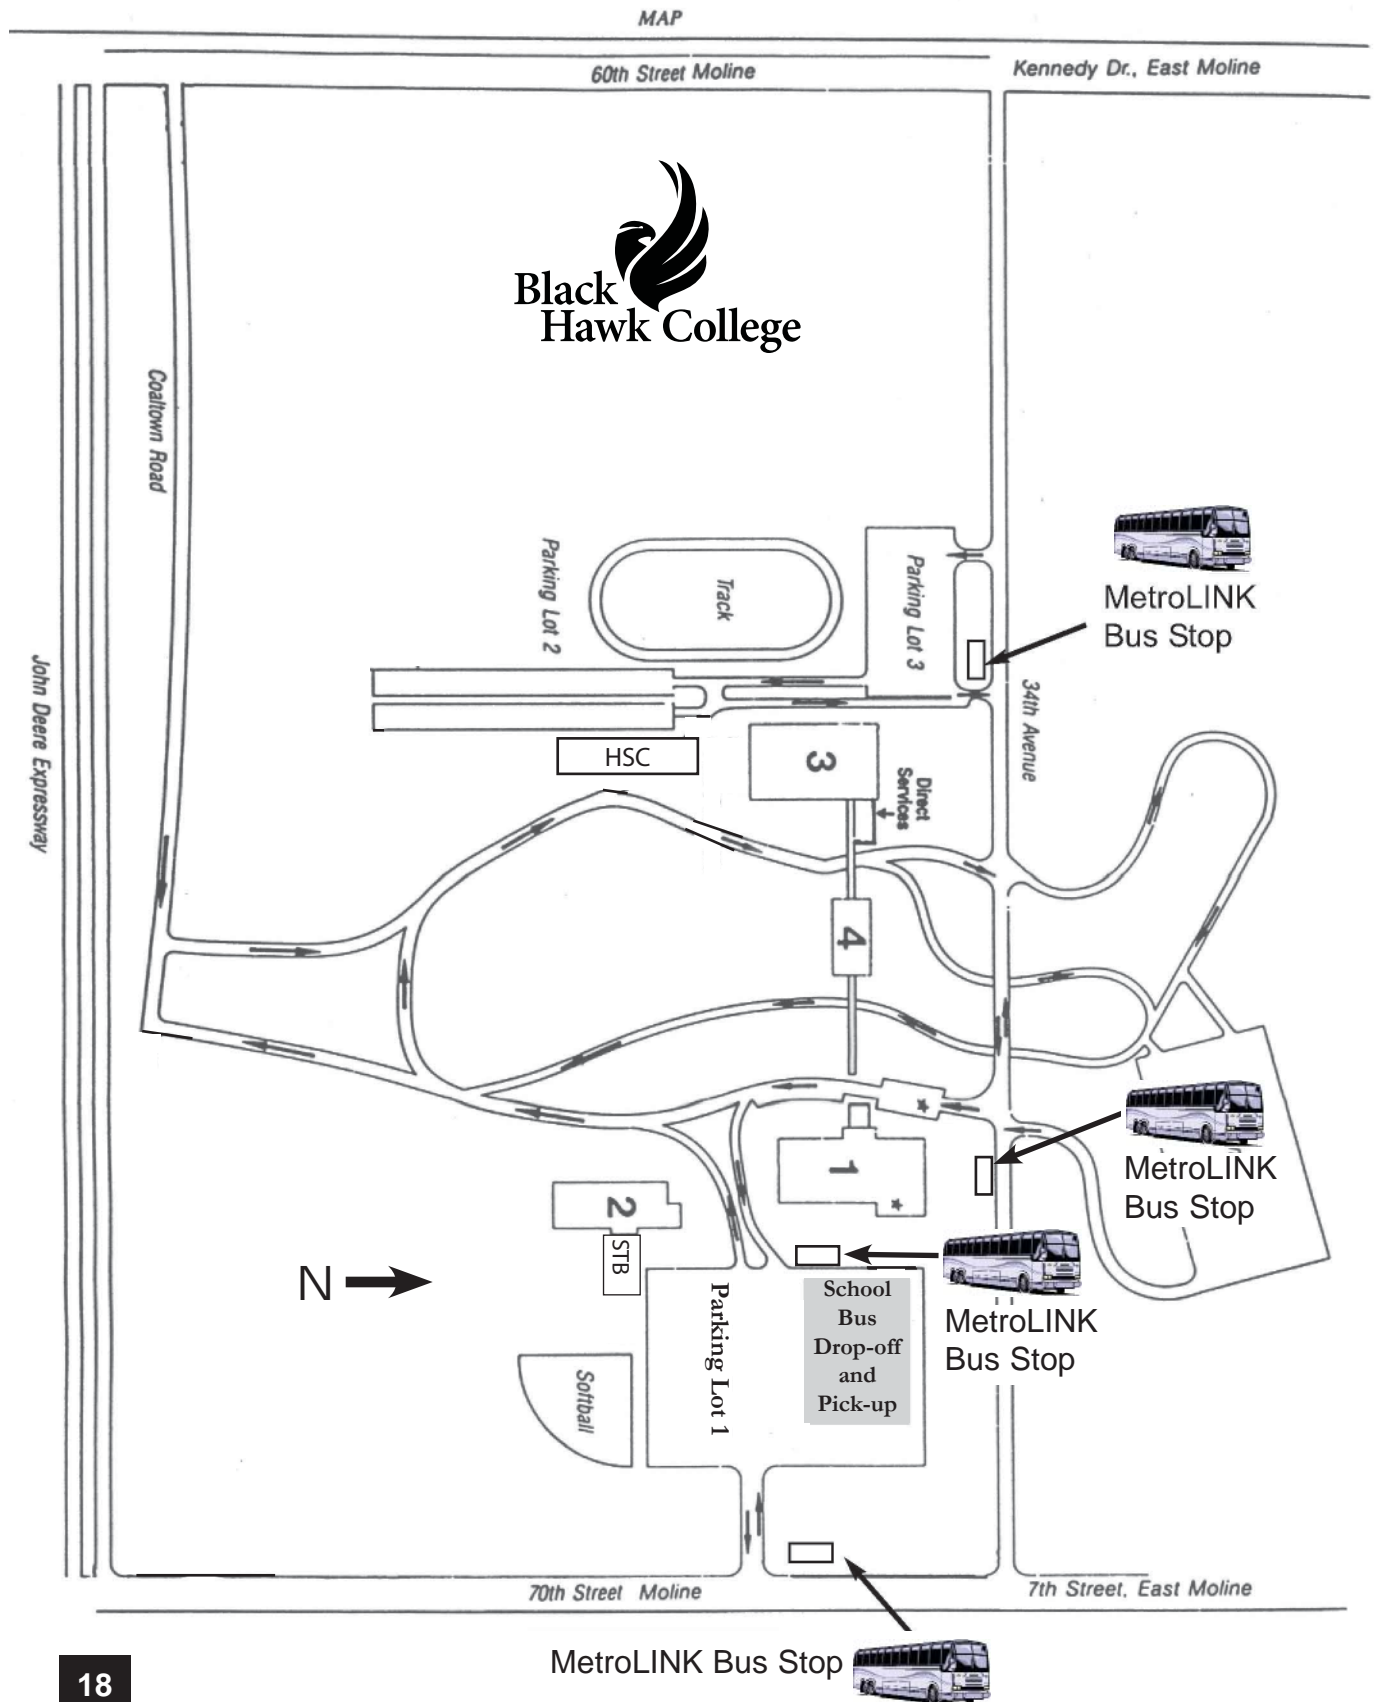 MAP
60th Street Moline
Kennedy Dr., East Moline
Black
Hawk College
Coaltown Road
John Deere Expressway
Parking Lot 2
Track
Parking Lot 3
MetroLINK
Bus Stop
34th Avenue
HSC
3
Direct
Services
4
1
MetroLINK
Bus Stop
2
STB
N
School
Bus
Drop-off
and
Pick-up
Parking Lot 1
MetroLINK
Bus Stop
Softball
70th Street Moline
7th Street, East Moline
MetroLINK Bus Stop
18